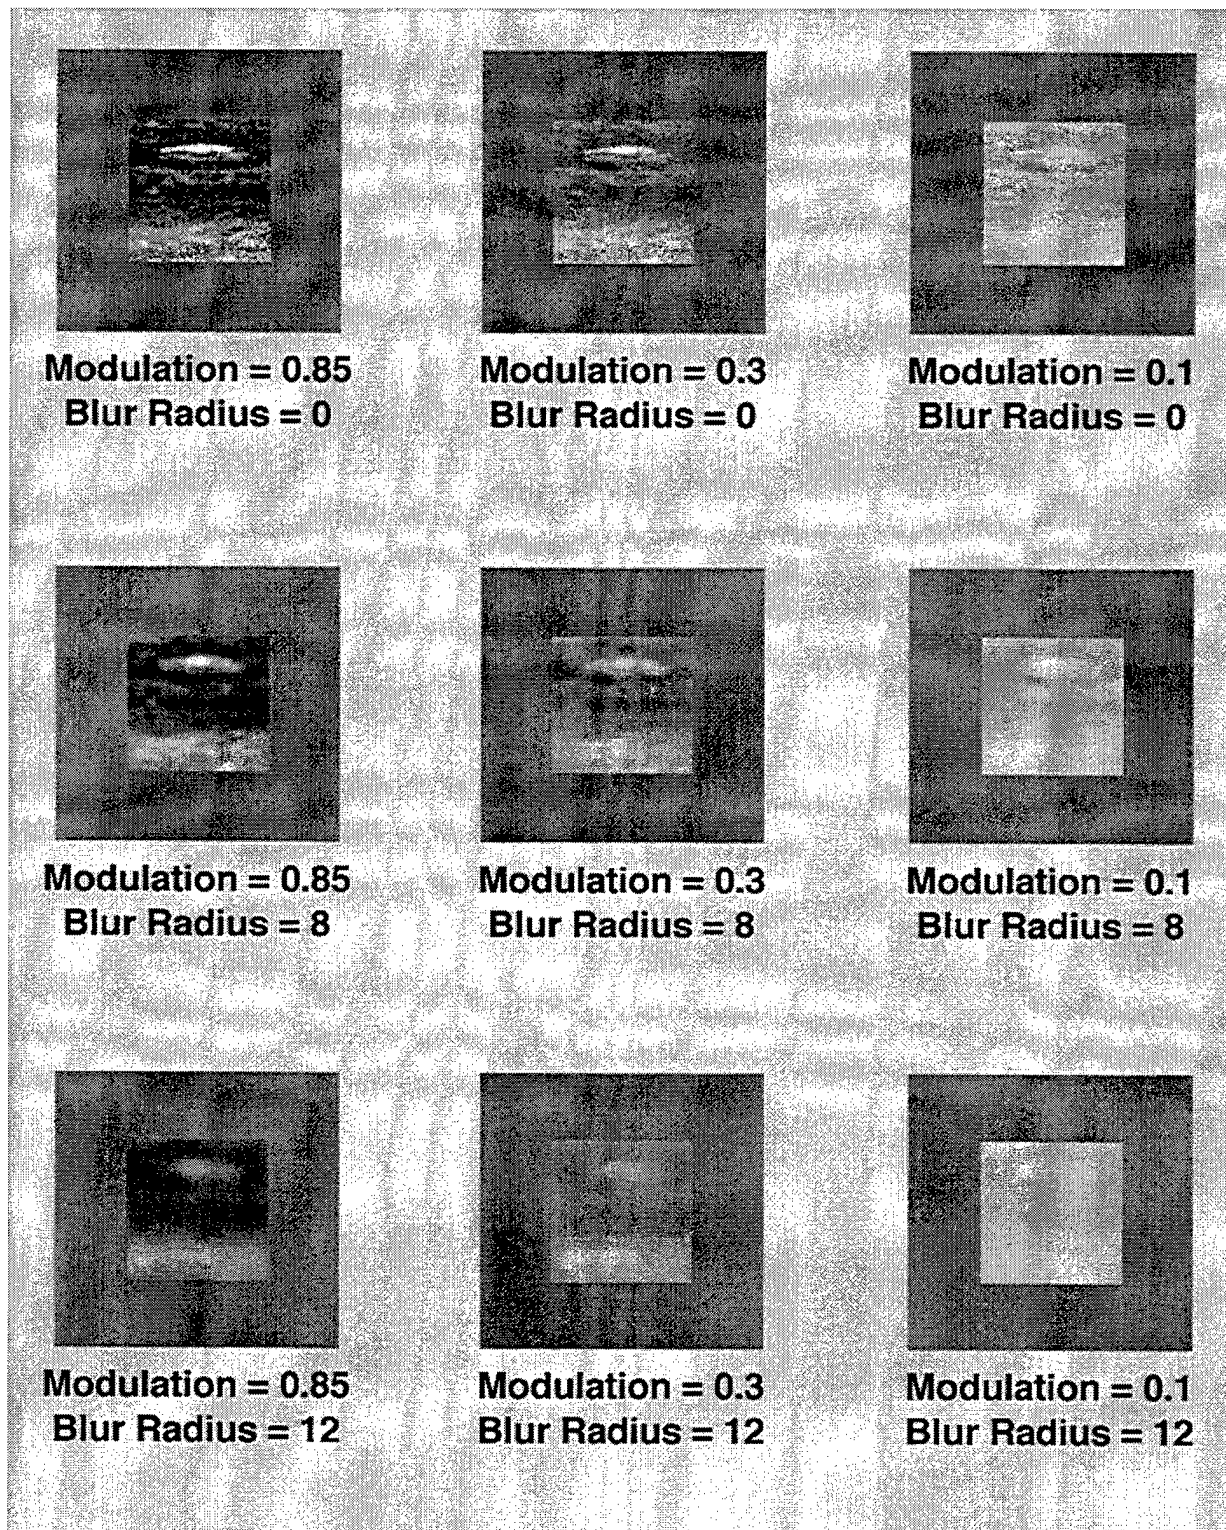 Modulation = 0.85
Blur Radius = 0
Modulation = 0.3
Blur Radius = 0
Modulation = 0.1
Blur Radius = 0
Modulation = 0.85
Blur Radius = 8
Modulation = 0.3
Blur Radius = 8
Modulation = 0.1
Blur Radius = 8
Modulation = 0.85
Blur Radius = 12
Modulation = 0.3
Blur Radius = 12
Modulation = 0.1
Blur Radius = 12